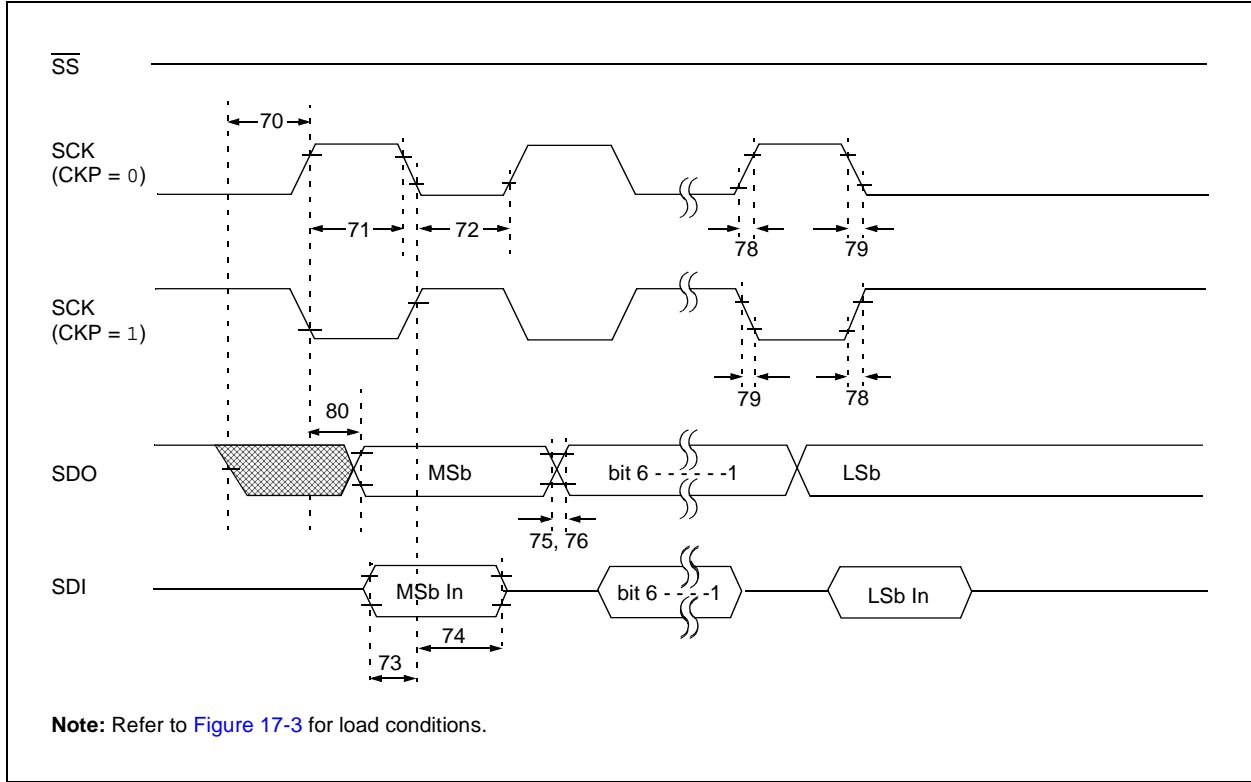 SS
70
SCK
(CKP = 0)
71
72
78
79
SCK
(CKP = 1)
79
78
80
SDO
MSb
bit 6 - - - - - - -1
LSb
75, 76
SDI
MSb In
bit 6 - - - - -1
LSb In
74
73
Note: Refer to Figure 17-3 for load conditions.